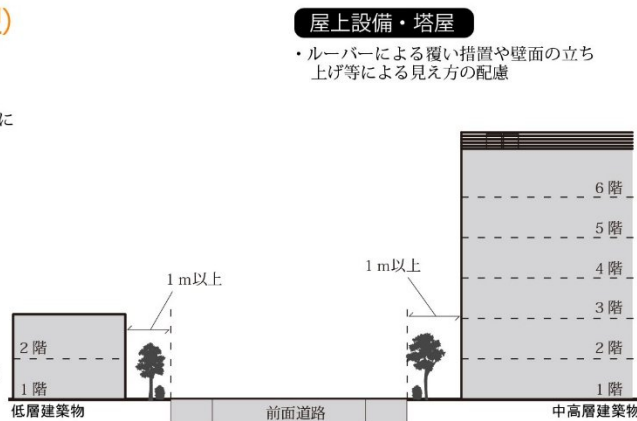 )
屋上設備・塔屋
・ルーバーによる覆い措置や壁面の立ち
上げ等による見え方の配慮
に
6階
5階
1m以上
4階
1m以上
3階
2階
2階
1階
1階
低層建築物
前面道路
中高層建築物